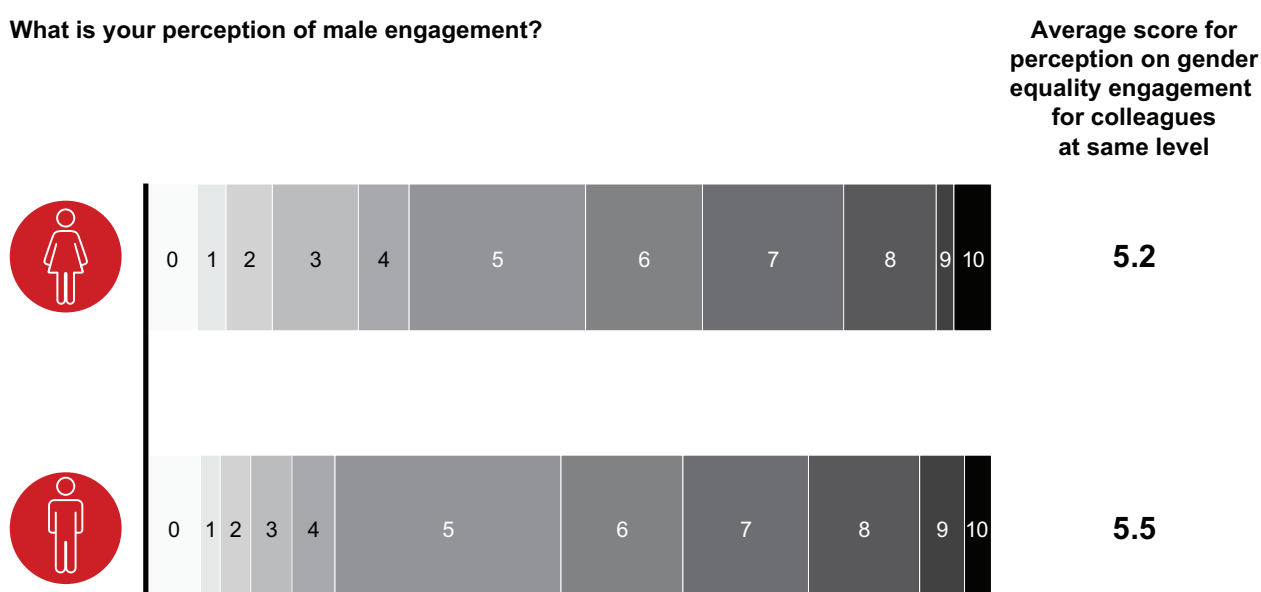 What is your perception of male engagement?
Average score for
perception on gender
equality engagement
for colleagues
at same level
0 1 2 3 4 5 6 7 8 9 10
5.2
0 1 2 3 4 5 6 7 8 9 10
5.5